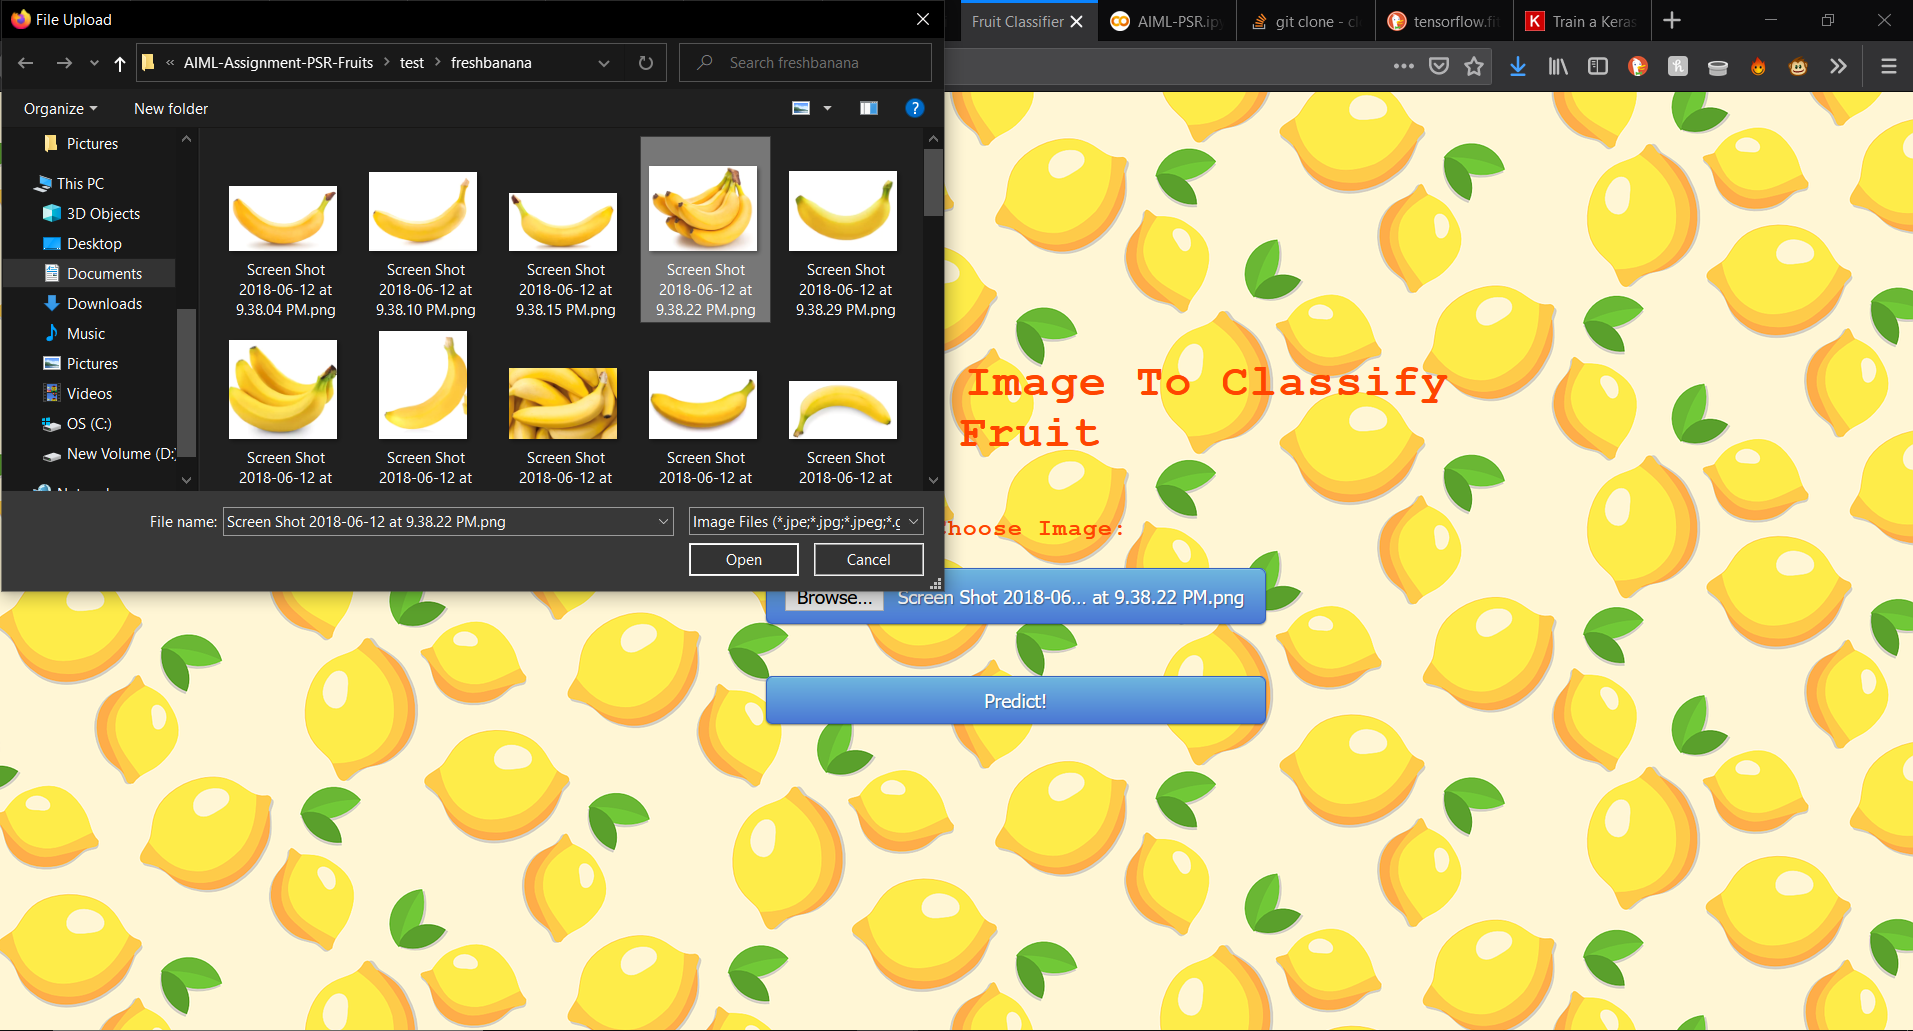 File Upload
Fruit Classifier
AIML-PSR.ipy
git clone - cl
tensorflow.fit
Train a Keras
« AIML-Assignment-PSR-Fruits > test > freshbanana
Search freshbanana
Organize
New folder
Pictures
This PC
3D Objects
Desktop
Documents
Downloads
Music
Pictures
Videos
OS (C:)
New Volume (D:)
Screen Shot
2018-06-12 at
9.38.04 PM.png
Screen Shot
2018-06-12 at
9.38.10 PM.png
Screen Shot
2018-06-12 at
9.38.15 PM.png
Screen Shot
2018-06-12 at
9.38.22 PM.png
Screen Shot
2018-06-12 at
9.38.29 PM.png
Screen Shot
2018-06-12 at
Screen Shot
2018-06-12 at
Screen Shot
2018-06-12 at
Screen Shot
2018-06-12 at
Screen Shot
2018-06-12 at
File name:
Screen Shot 2018-06-12 at 9.38.22 PM.png
Image Files (*.jpe;*.jpg;*.jpeg;*.g
Open
Cancel
Image To Classify
Fruit
hoose Image:
Browse...
Screen Shot 2018-06... at 9.38.22 PM.png
Predict!